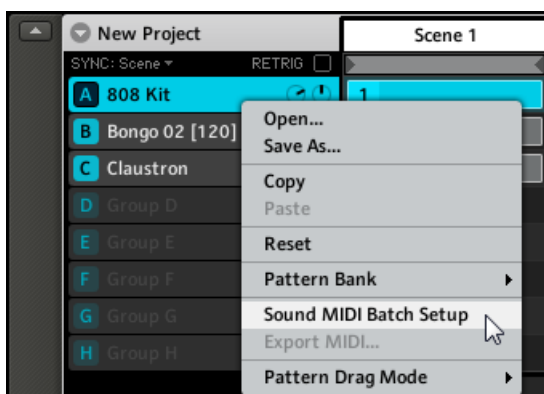 New Project
Scene 1
SYNC: Scene
RETRIG
A 808 Kit
1
B Bongo 02 [120]
C Claustron
D Group D
E Group E
F Group F
G Group G
H Group H
Open...
Save As...
Copy
Paste
Reset
Pattern Bank
Sound MIDI Batch Setup
Export MIDI...
Pattern Drag Mode